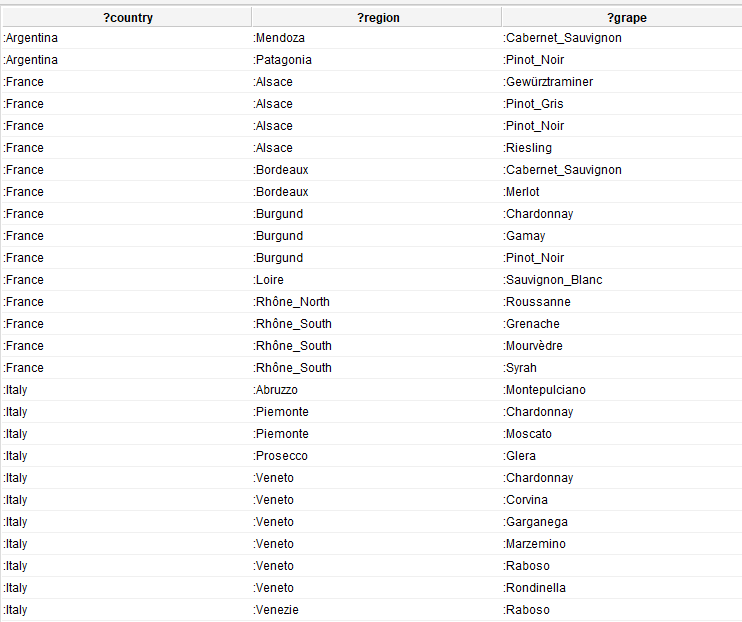 ?country ?region ?grape
:Argentina :Mendoza :Cabernet_Sauvignon
:Argentina :Patagonia :Pinot_Noir
:France :Alsace :Gewürztraminer
:France :Alsace :Pinot_Gris
:France :Alsace :Pinot_Noir
:France :Alsace :Riesling
:France :Bordeaux :Cabernet_Sauvignon
:France :Bordeaux :Merlot
:France :Burgund :Chardonnay
:France :Burgund :Gamay
:France :Burgund :Pinot_Noir
:France :Loire :Sauvignon_Blanc
:France :Rhône_North :Roussanne
:France :Rhône_South :Grenache
:France :Rhône_South :Mourvèdre
:France :Rhône_South :Syrah
:Italy :Abruzzo :Montepulciano
:Italy :Piemonte :Chardonnay
:Italy :Piemonte :Moscato
:Italy :Prosecco :Glera
:Italy :Veneto :Chardonnay
:Italy :Veneto :Corvina
:Italy :Veneto :Garganega
:Italy :Veneto :Marzemino
:Italy :Veneto :Raboso
:Italy :Veneto :Rondinella
:Italy :Venezie :Raboso